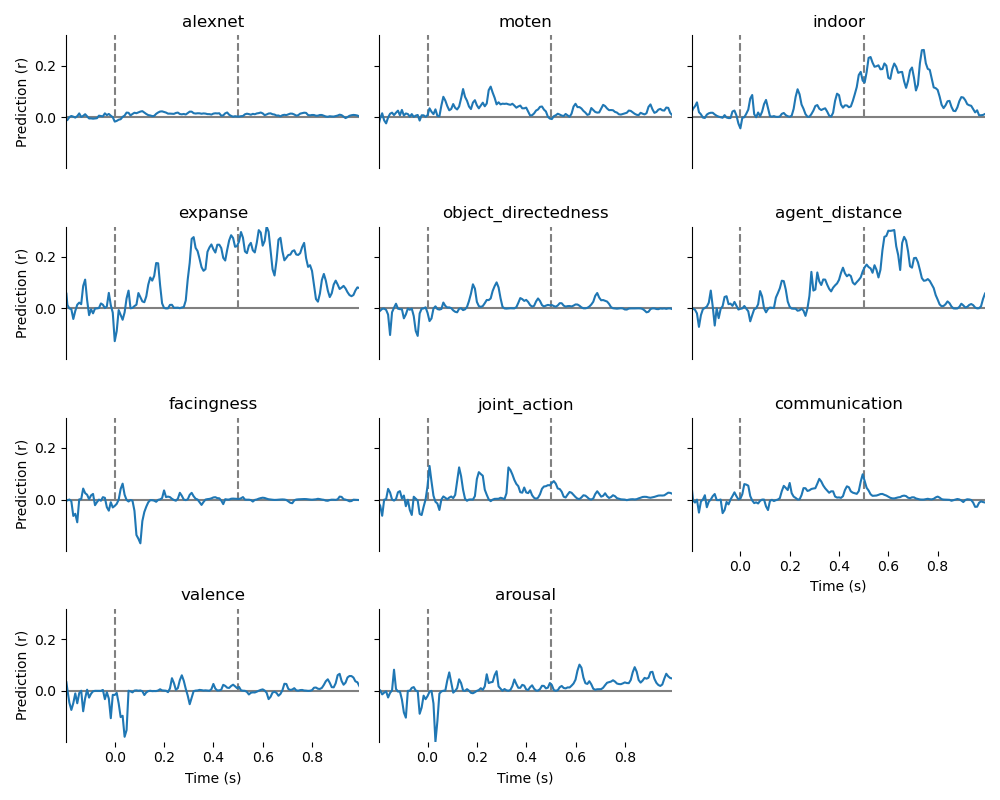 alexnet moten indoor
Prediction (r)
0.2
0.0
expanse object_directedness agent_distance
Prediction (r)
0.2
0.0
facingness joint_action communication
Prediction (r)
0.2
0.0
0.0 0.2 0.4 0.6 0.8
Time (s)
valence arousal
Prediction (r)
0.2
0.0
0.0 0.2 0.4 0.6 0.8 0.0 0.2 0.4 0.6 0.8
Time (s) Time (s)